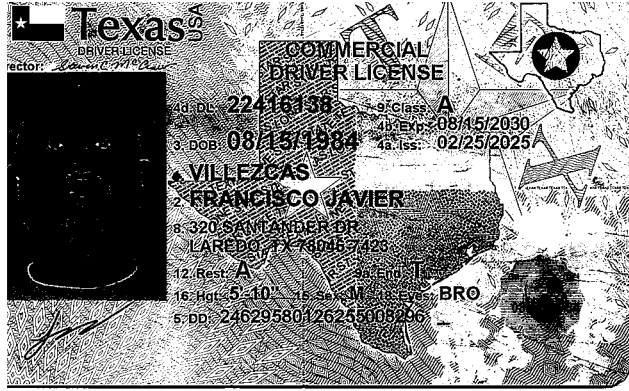 Texas USA
DRIVER LICENSE
COMMERCIAL
DRIVER LICENSE
4d. DL: 22416138 9. Class: A
4b. Exp: 08/15/2030
3. DOB: 08/15/1984 4a. Iss: 02/25/2025
VILLEZCAS
2. FRANCISCO JAVIER
8. 320 SANTANDER DR
LAREDO, TX 78046-7423
12. Rest: A 9a. End: T
16. Hgt: 5'-10" 15. Sex: M 18. Eyes: BRO
5. DD: 24629580126255008296